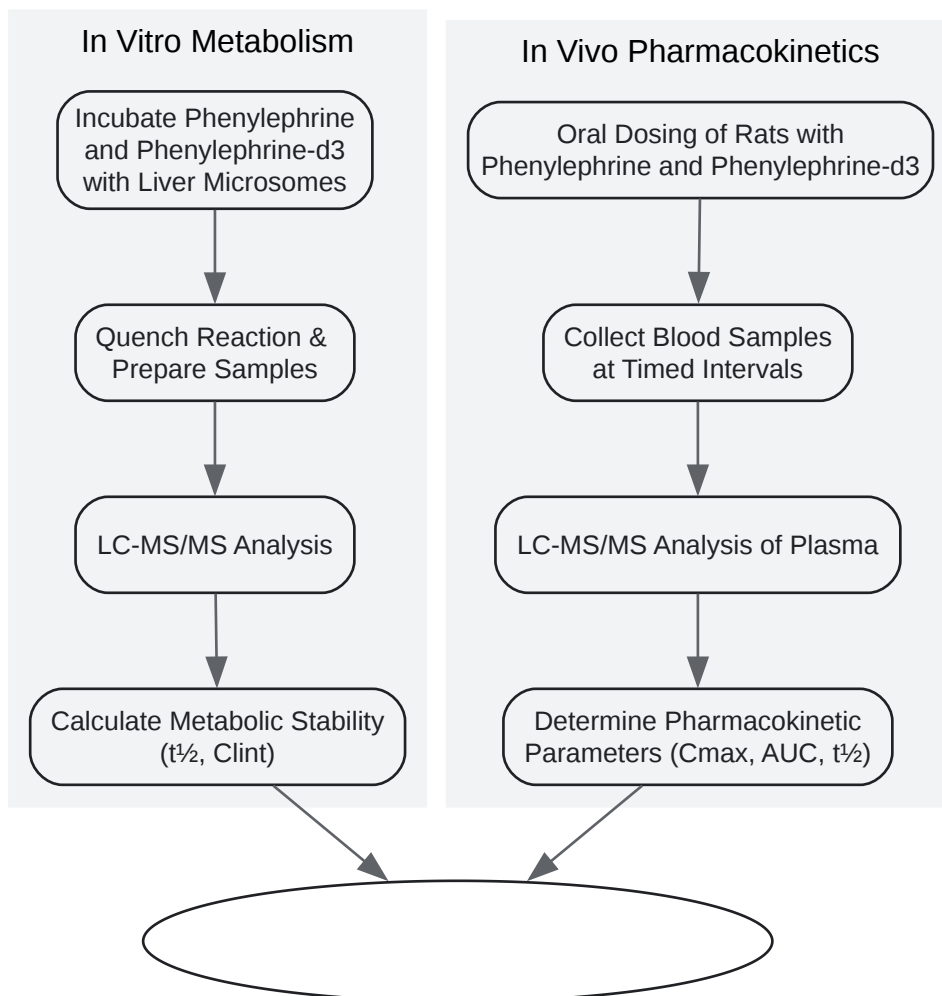 In Vitro Metabolism
Incubate Phenylephrine
and Phenylephrine-d3
with Liver Microsomes
Quench Reaction &
Prepare Samples
LC-MS/MS Analysis
Calculate Metabolic Stability
(t½, Clint)
In Vivo Pharmacokinetics
Oral Dosing of Rats with
Phenylephrine and Phenylephrine-d3
Collect Blood Samples
at Timed Intervals
LC-MS/MS Analysis of Plasma
Determine Pharmacokinetic
Parameters (Cmax, AUC, t½)